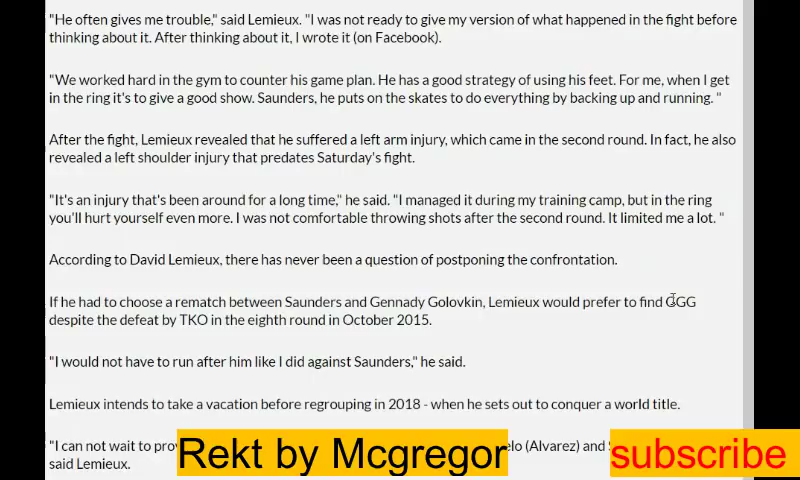 "He often gives me trouble," said Lemieux. "I was not ready to give my version of what happened in the fight before
thinking about it. After thinking about it, I wrote it (on Facebook).
"We worked hard in the gym to counter his game plan. He has a good strategy of using his feet. For me, when I get
in the ring it's to give a good show. Saunders, he puts on the skates to do everything by backing up and running. "
After the fight, Lemieux revealed that he suffered a left arm injury, which came in the second round. In fact, he also
revealed a left shoulder injury that predates Saturday's fight.
"It's an injury that's been around for a long time," he said. "I managed it during my training camp, but in the ring
you'll hurt yourself even more. I was not comfortable throwing shots after the second round. It limited me a lot. "
According to David Lemieux, there has never been a question of postponing the confrontation.
If he had to choose a rematch between Saunders and Gennady Golovkin, Lemieux would prefer to find GGG
despite the defeat by TKO in the eighth round in October 2015.
"I would not have to run after him like I did against Saunders," he said.
Lemieux intends to take a vacation before regrouping in 2018 - when he sets out to conquer a world title.
"I can not wait to (Alvarez) and
said Lemieux.
Rekt by Mcgregor
subscribe